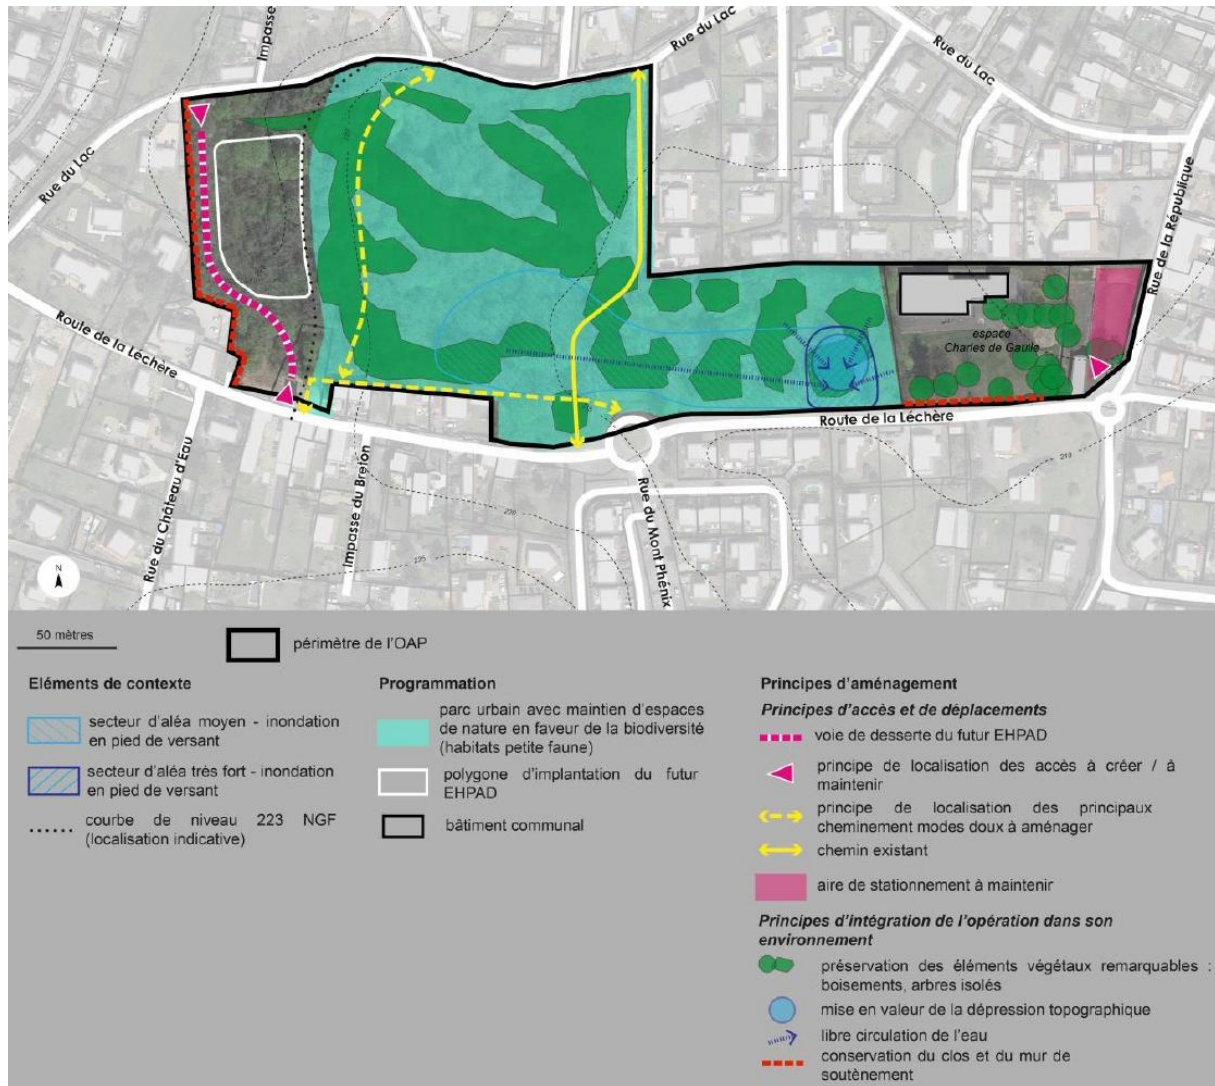 Impasse
Rue du Lac
Rue du Lac
Rue du Lac
Rue de la République
Route de la Léchère
espace
Charles de Gaulle
Route de la Léchère
Rue du Château d'Eau
Impasse du Breton
Rue du Mont Phénix
220
210
225
N
50 mètres
périmètre de l'OAP
Eléments de contexte
secteur d'aléa moyen - inondation
en pied de versant
secteur d'aléa très fort - inondation
en pied de versant
courbe de niveau 223 NGF
(localisation indicative)
Programmation
parc urbain avec maintien d'espaces
de nature en faveur de la biodiversité
(habitats petite faune)
polygone d'implantation du futur
EHPAD
bâtiment communal
Principes d'aménagement
Principes d'accès et de déplacements
voie de desserte du futur EHPAD
principe de localisation des accès à créer / à
maintenir
principe de localisation des principaux
cheminement modes doux à aménager
chemin existant
aire de stationnement à maintenir
Principes d'intégration de l'opération dans son
environnement
préservation des éléments végétaux remarquables :
boisements, arbres isolés
mise en valeur de la dépression topographique
libre circulation de l'eau
conservation du clos et du mur de
soutènement